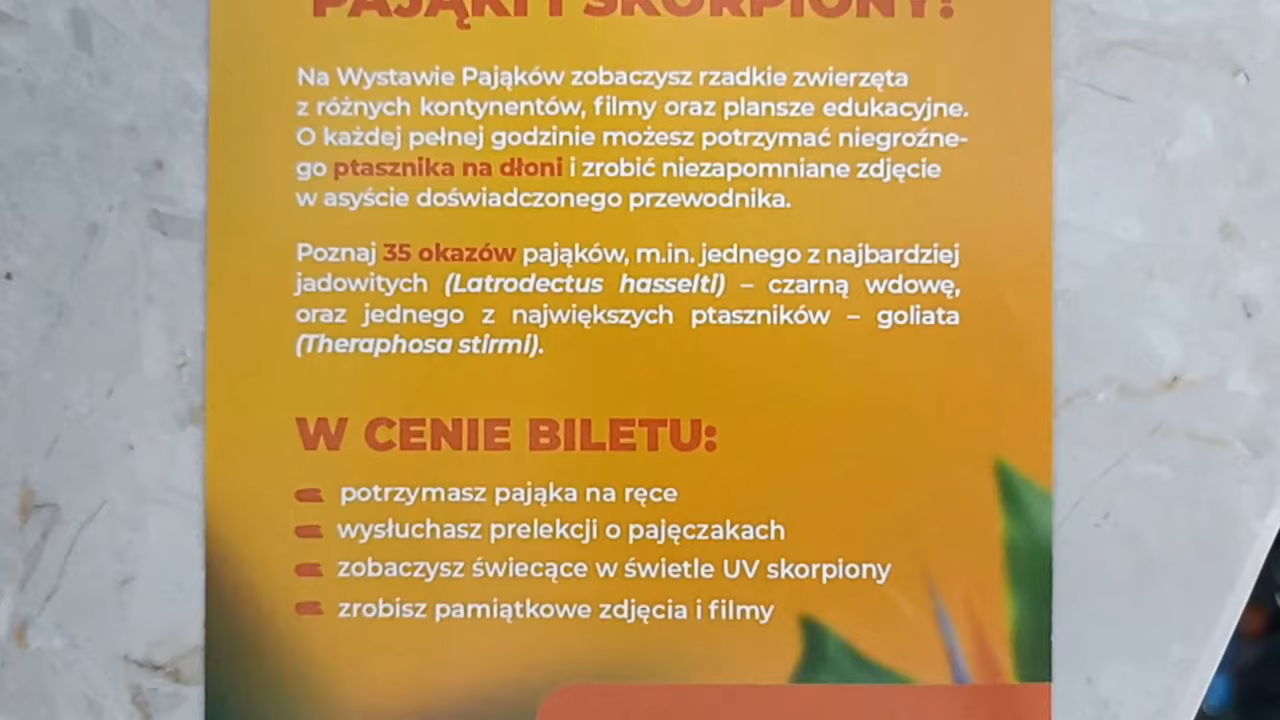 PAJĄKI I SKORPIONY!
Na Wystawie Pająków zobaczysz rzadkie zwierzęta
z różnych kontynentów, filmy oraz plansze edukacyjne.
O każdej pełnej godzinie możesz potrzymać niegroźne-
go ptasznika na dłoni i zrobić niezapomniane zdjęcie
w asyście doświadczonego przewodnika.
Poznaj 35 okazów pająków, m.in. jednego z najbardziej
jadowitych (Latrodectus hasselti) – czarną wdowę,
oraz jednego z największych ptaszników – goliata
(Theraphosa stirmi).
W CENIE BILETU:
potrzymasz pająka na ręce
wysłuchasz prelekcji o pajęczakach
zobaczysz świecące w świetle UV skorpiony
zrobisz pamiątkowe zdjęcia i filmy